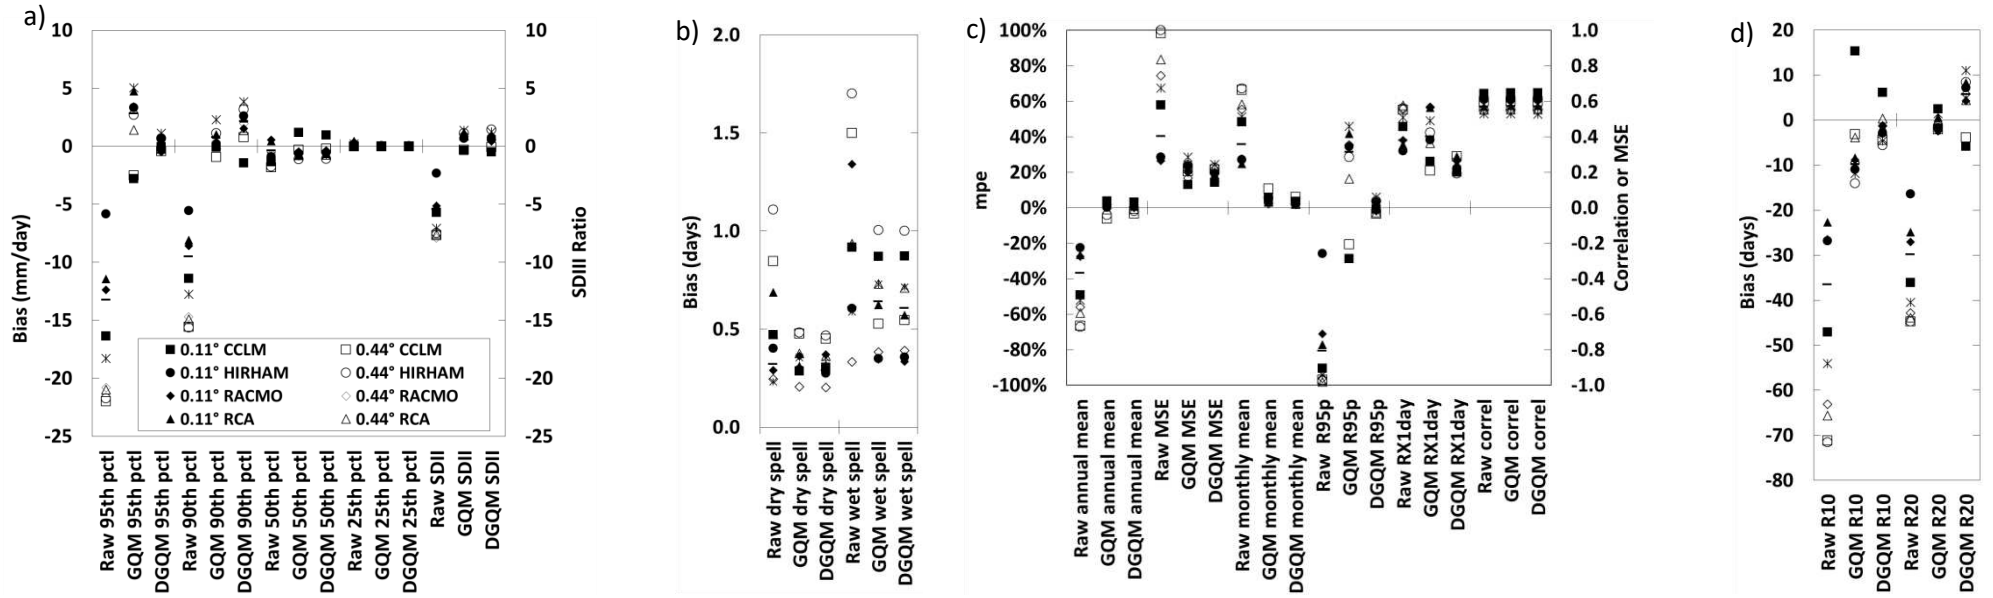 a)
10
5
0
-5
-10
-15
-20
-25
Bias (mm/day)
10
5
0
-5
-10
-15
-20
-25
SDIII Ratio
0.11° CCLM
0.44° CCLM
0.11° HIRHAM
0.44° HIRHAM
0.11° RACMO
0.44° RACMO
0.11° RCA
0.44° RCA
Raw 95th pctl
GQM 95th pctl
DGQM 95th pctl
Raw 90th pctl
GQM 90th pctl
DGQM 90th pctl
Raw 50th pctl
GQM 50th pctl
DGQM 50th pctl
Raw 25th pctl
GQM 25th pctl
DGQM 25th pctl
Raw SDII
GQM SDII
DGQM SDII
b)
2.0
1.5
1.0
0.5
0.0
Bias (days)
Raw dry spell
GQM dry spell
DGQM dry spell
Raw wet spell
GQM wet spell
DGQM wet spell
c)
100%
80%
60%
40%
20%
0%
-20%
-40%
-60%
-80%
-100%
mpe
1.0
0.8
0.6
0.4
0.2
0.0
-0.2
-0.4
-0.6
-0.8
-1.0
Correlation or MSE
Raw annual mean
GQM annual mean
DGQM annual mean
Raw MSE
GQM MSE
DGQM MSE
Raw monthly mean
GQM monthly mean
DGQM monthly mean
Raw R95p
GQM R95p
DGQM R95p
Raw RX1day
GQM RX1day
DGQM RX1day
Raw correl
GQM correl
DGQM correl
d)
20
10
0
-10
-20
-30
-40
-50
-60
-70
-80
Bias (days)
Raw R10
GQM R10
DGQM R10
Raw R20
GQM R20
DGQM R20